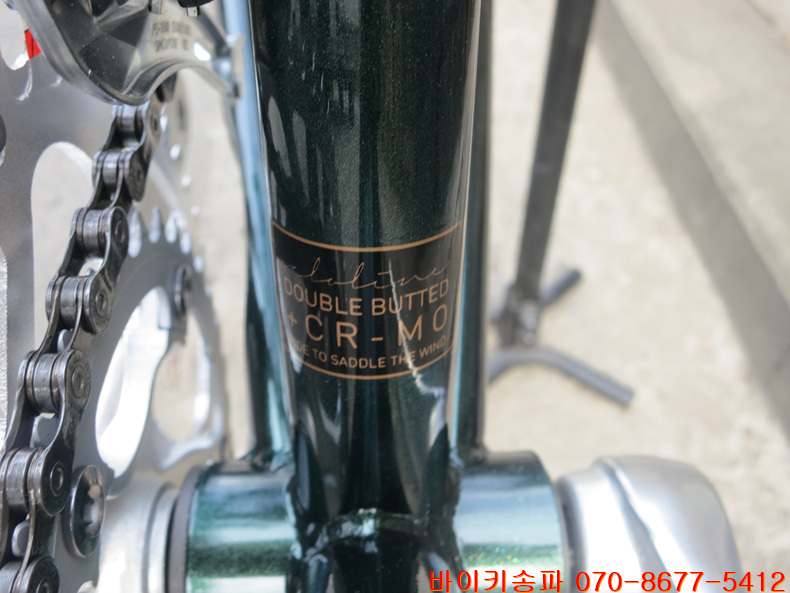 DOUBLE BUTTED
+CR-MO
TO SADDLE THE WIND
바이키송파 070-8677-5412